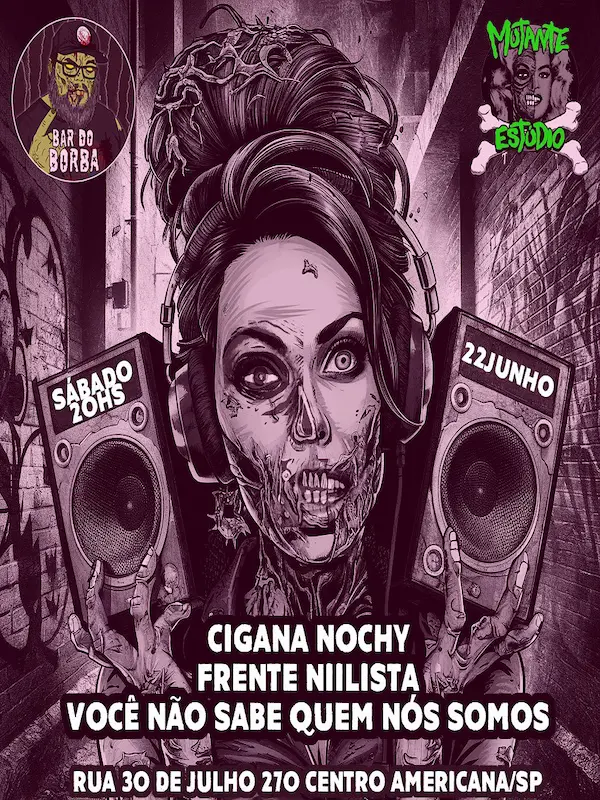 BAR DO
BORBA
MUTANTE
ESTÚDIO
SÁBADO
20HS
22JUNHO
CIGANA NOCHY
FRENTE NIILISTA
VOCÊ NÃO SABE QUEM NÓS SOMOS
RUA 30 DE JULHO 270 CENTRO AMERICANA/SP